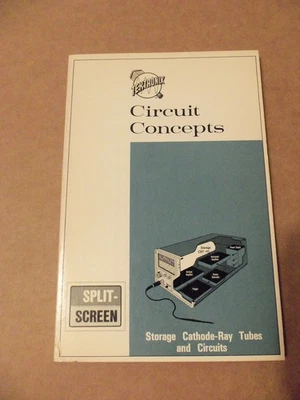 TEKTRONIX
Circuit
Concepts
SPLIT-
SCREEN
Storage Cathode-Ray Tubes
and Circuits